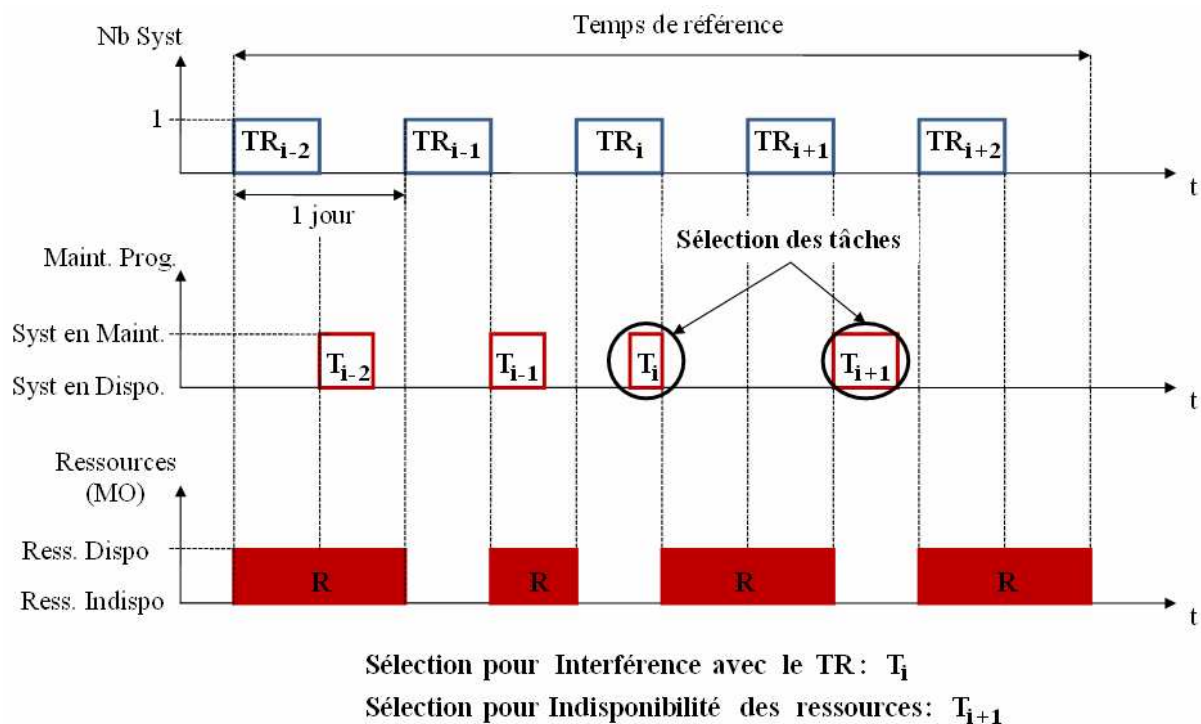 Temps de référence
Nb Syst
1
TRi-2
TRi-1
TRi
TRi+1
TRi+2
t
1 jour
Sélection des tâches
Maint. Prog.
Syst en Maint.
Ti-2
Ti-1
Ti
Ti+1
Syst en Dispo.
t
Ressources
(MO)
Ress. Dispo
R
R
R
R
Ress. Indispo
t
Sélection pour Interférence avec le TR: Ti
Sélection pour Indisponibilité des ressources: Ti+1